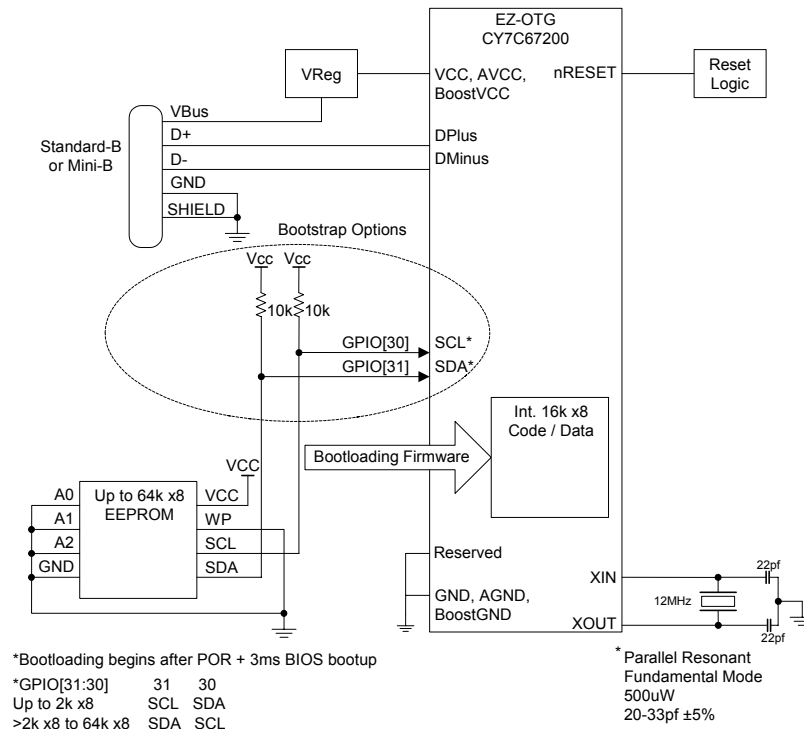 EZ-OTG
CY7C67200
VReg
VCC, AVCC,
BoostVCC
nRESET
Reset
Logic
VBus
D+
DPlus
Standard-B
or Mini-B
D-
DMinus
GND
SHIELD
Bootstrap Options
Vcc Vcc
10k 10k
GPIO[30] SCL*
GPIO[31] SDA*
Int. 16k x8
Code / Data
Bootloading Firmware
VCC
A0 Up to 64k x8 VCC
EEPROM
A1 WP
A2 SCL
GND SDA
Reserved
GND, AGND,
BoostGND
XIN
22pf
12MHz
XOUT
22pf
*Bootloading begins after POR + 3ms BIOS bootup
*GPIO[31:30] 31 30
Up to 2k x8 SCL SDA
>2k x8 to 64k x8 SDA SCL
* Parallel Resonant
Fundamental Mode
500uW
20-33pf ±5%